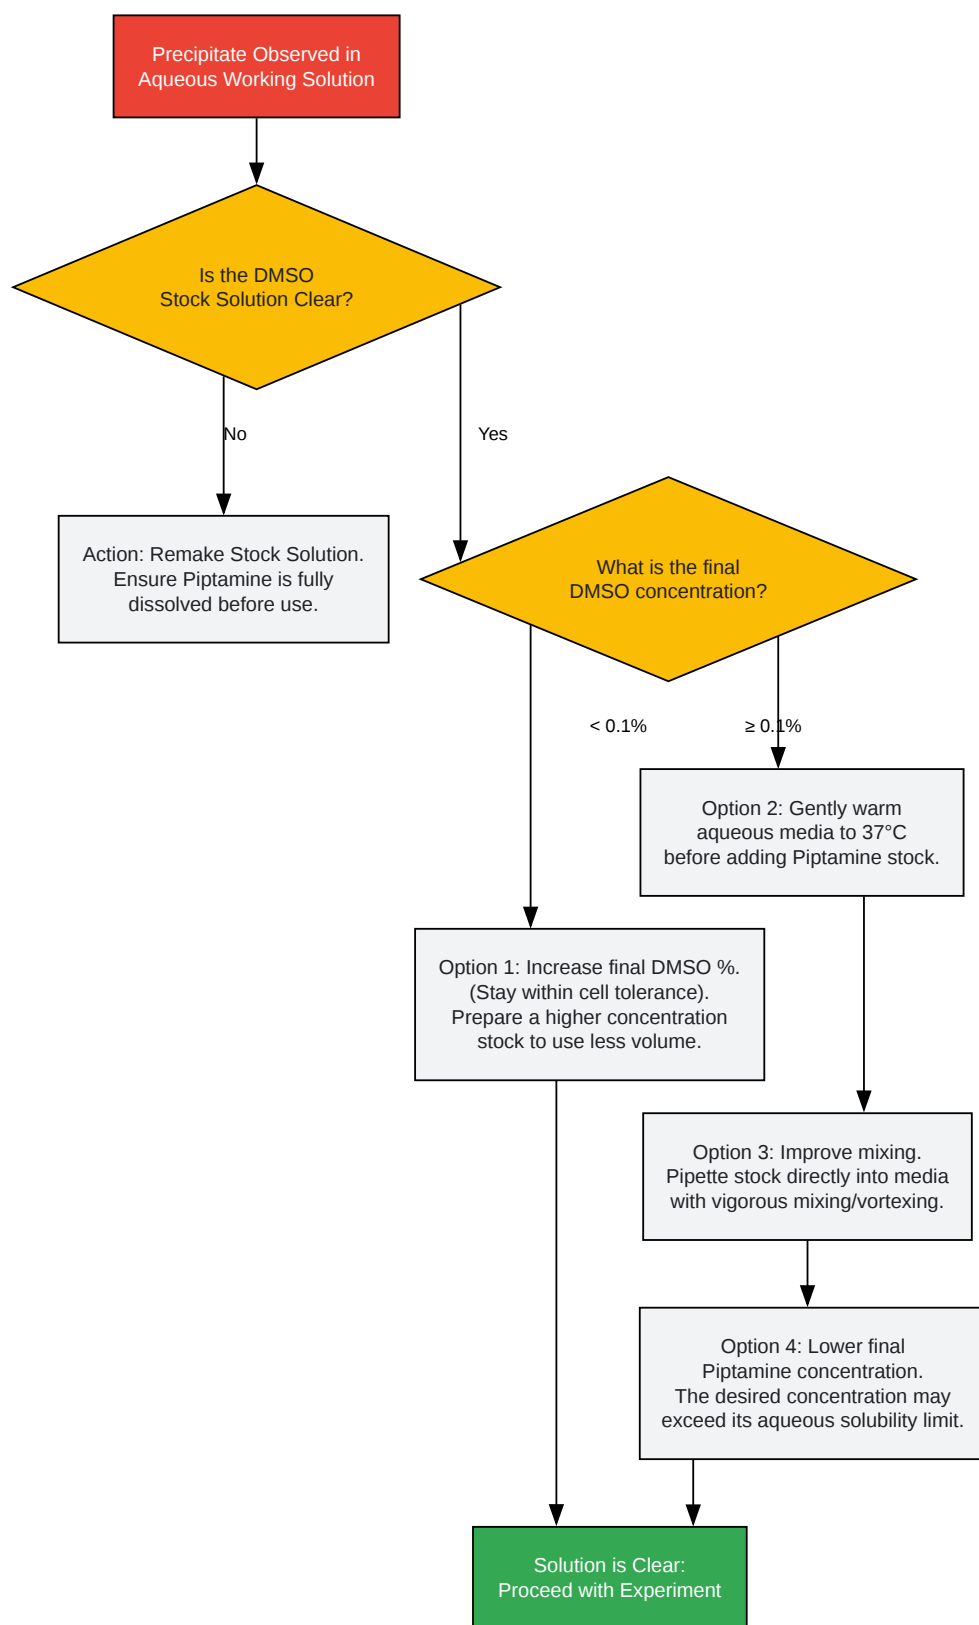 Precipitate Observed in
Aqueous Working Solution
Is the DMSO
Stock Solution Clear?
No
Yes
Action: Remake Stock Solution.
Ensure Piptamine is fully
dissolved before use.
What is the final
DMSO concentration?
< 0.1%
≥ 0.1%
Option 2: Gently warm
aqueous media to 37°C
before adding Piptamine stock.
Option 1: Increase final DMSO %.
(Stay within cell tolerance).
Prepare a higher concentration
stock to use less volume.
Option 3: Improve mixing.
Pipette stock directly into media
with vigorous mixing/vortexing.
Option 4: Lower final
Piptamine concentration.
The desired concentration may
exceed its aqueous solubility limit.
Solution is Clear:
Proceed with Experiment